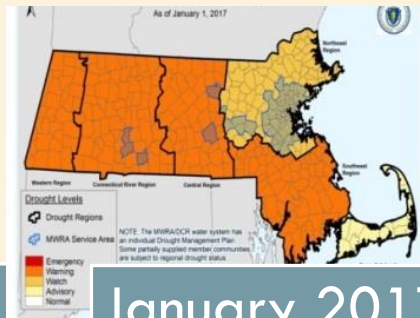 As of January 1, 2017
Northeast
Region
Southeast
Region
Western Region
Connecticut River Region
Central Region
Drought Levels
Drought Regions
MWRA Service Area
Emergency
Warning
Watch
Advisory
Normal
NOTE: The MWRA/DCR water system has
an individual Drought Management Plan.
Some partially supplied member communities
are subject to regional drought status.
January 2017